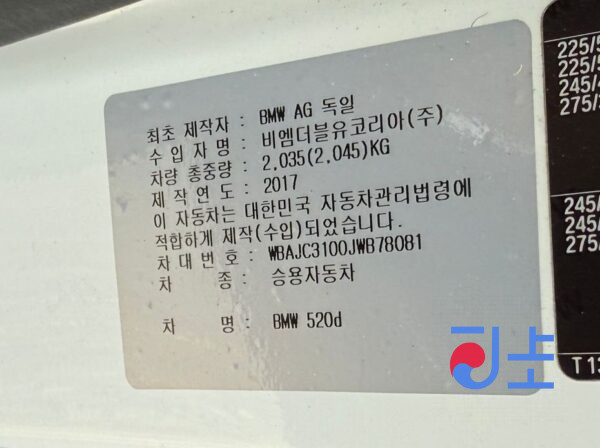 최초 제작자 : BMW AG 독일
수 입 자 명 : 비엠더블유코리아(주)
차량 총중량 : 2,035(2,045)KG
제 작 연 도 : 2017
이 자동차는 대한민국 자동차관리법령에
적합하게 제작(수입)되었습니다.
차 대 번 호 : WBAJC3100JWB78081
차 종 : 승용자동차
차 명 : BMW 520d
225/5
225/5
245/4
275/3
245/
245/
275/
T 13